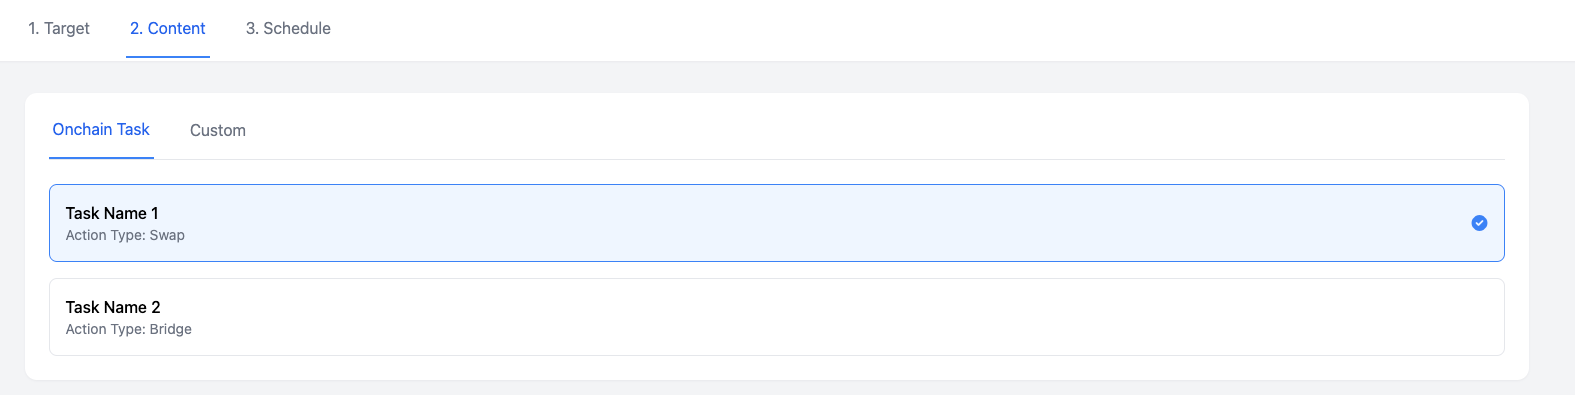 1. Target
2. Content
3. Schedule
Onchain Task
Custom
Task Name 1
Action Type: Swap
Task Name 2
Action Type: Bridge